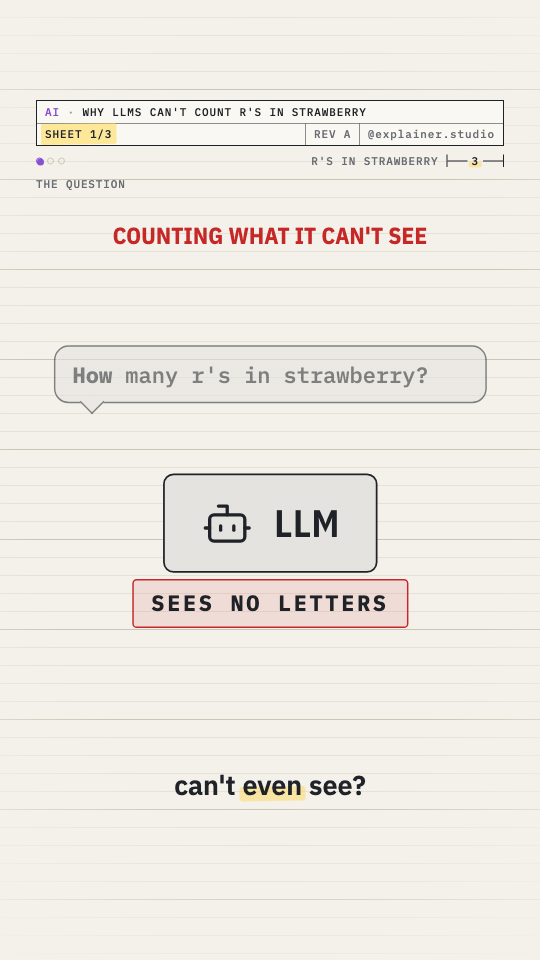 AI · WHY LLMS CAN'T COUNT R'S IN STRAWBERRY
SHEET 1/3
REV A
@explainer.studio
R'S IN STRAWBERRY 3
THE QUESTION
COUNTING WHAT IT CAN'T SEE
How many r's in strawberry?
LLM
SEES NO LETTERS
can't even see?